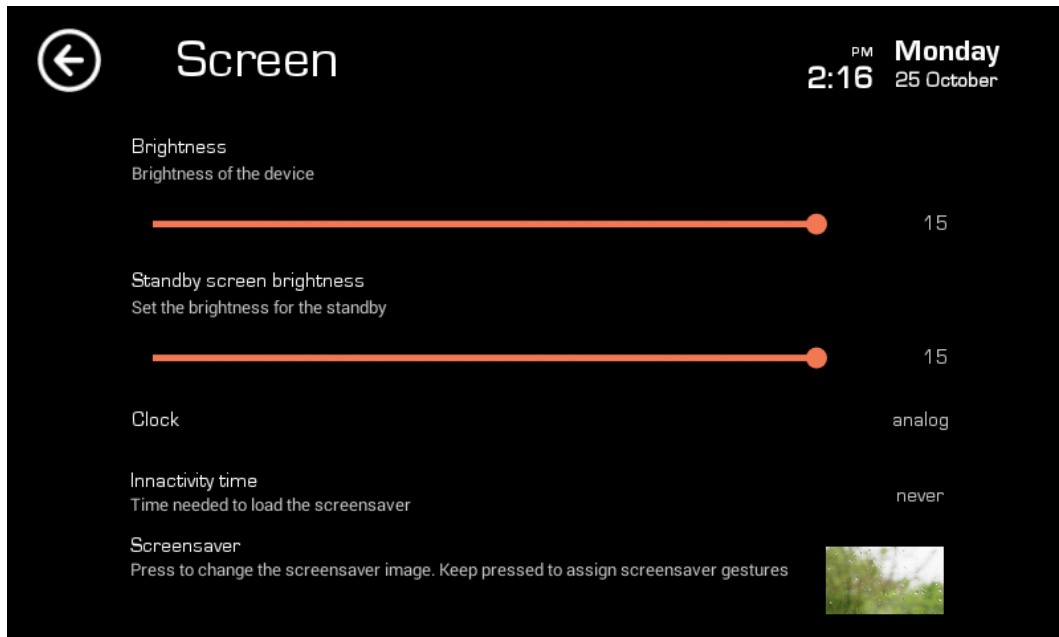 Screen
PM
2:16
Monday
25 October
Brightness
Brightness of the device
15
Standby screen brightness
Set the brightness for the standby
15
Clock
analog
Innactivity time
Time needed to load the screensaver
never
Screensaver
Press to change the screensaver image. Keep pressed to assign screensaver gestures